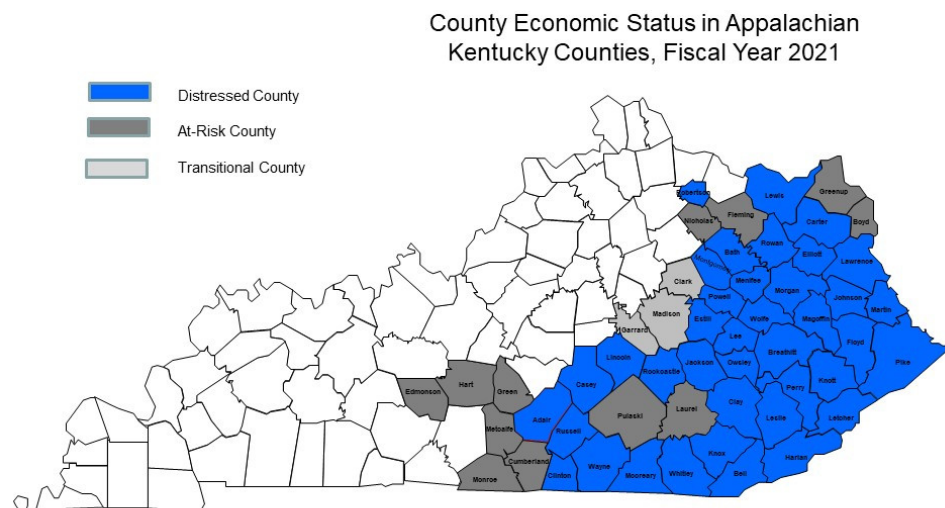 County Economic Status in Appalachian
Kentucky Counties, Fiscal Year 2021
Distressed County
At-Risk County
Transitional County
Robertson
Lewis
Greenup
Nicholas
Fleming
Carter
Boyd
Rowan
Bath
Elliott
Lawrence
Montgomery
Clark
Menifee
Morgan
Powell
Johnson
Martin
Madison
Garrard
Estill
Wolfe
Magoffin
Lee
Floyd
Lincoln
Breathitt
Pike
Rockcastle
Jackson
Owsley
Hart
Edmonson
Green
Casey
Perry
Knott
Clay
Laurel
Pulaski
Leslie
Letcher
Adair
Metcalfe
Russell
Knox
Harlan
Cumberland
Wayne
Monroe
Clinton
Mccreary
Whitley
Bell